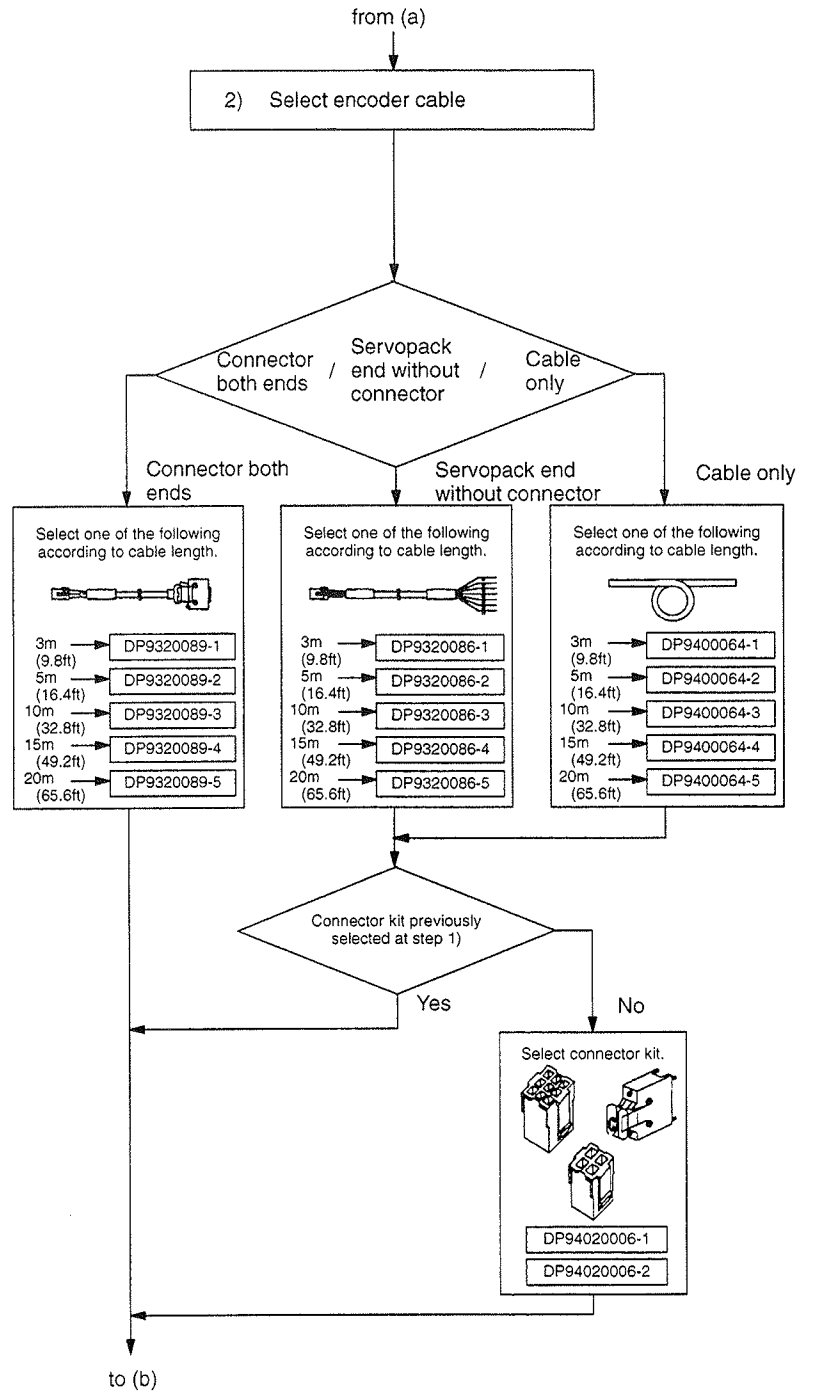 from (a)
2) Select encoder cable
Connector
both ends
/
Servopack
end without
connector
/
Cable
only
Connector both
ends
Servopack end
without connector
Cable only
Select one of the following
according to cable length.
3m
(9.8ft)
DP9320089-1
5m
(16.4ft)
DP9320089-2
10m
(32.8ft)
DP9320089-3
15m
(49.2ft)
DP9320089-4
20m
(65.6ft)
DP9320089-5
Select one of the following
according to cable length.
3m
(9.8ft)
DP9320086-1
5m
(16.4ft)
DP9320086-2
10m
(32.8ft)
DP9320086-3
15m
(49.2ft)
DP9320086-4
20m
(65.6ft)
DP9320086-5
Select one of the following
according to cable length.
3m
(9.8ft)
DP9400064-1
5m
(16.4ft)
DP9400064-2
10m
(32.8ft)
DP9400064-3
15m
(49.2ft)
DP9400064-4
20m
(65.6ft)
DP9400064-5
Connector kit previously
selected at step 1)
Yes
No
Select connector kit.
DP94020006-1
DP94020006-2
to (b)